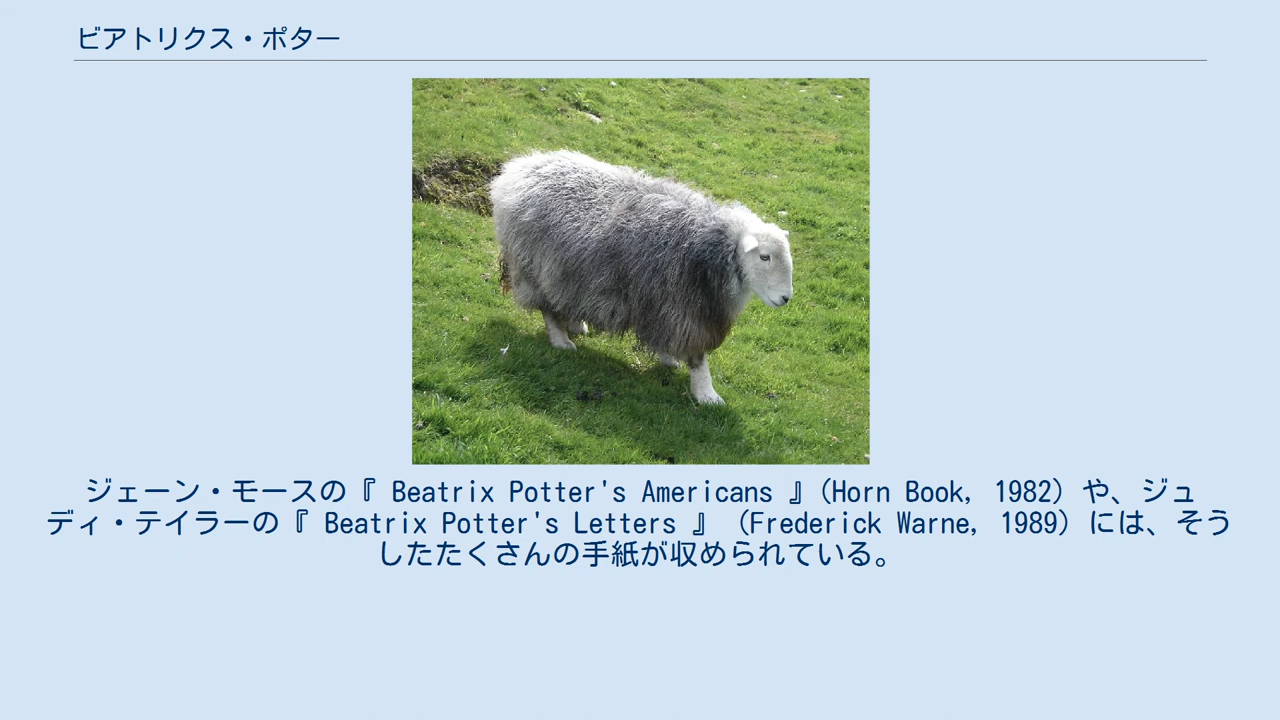 ビアトリクス・ポター
ジェーン・モースの『 Beatrix Potter's Americans 』(Horn Book, 1982) や、ジュ
ディ・テイラーの『 Beatrix Potter's Letters 』 (Frederick Warne, 1989) には、そう
したたくさんの手紙が収められている。